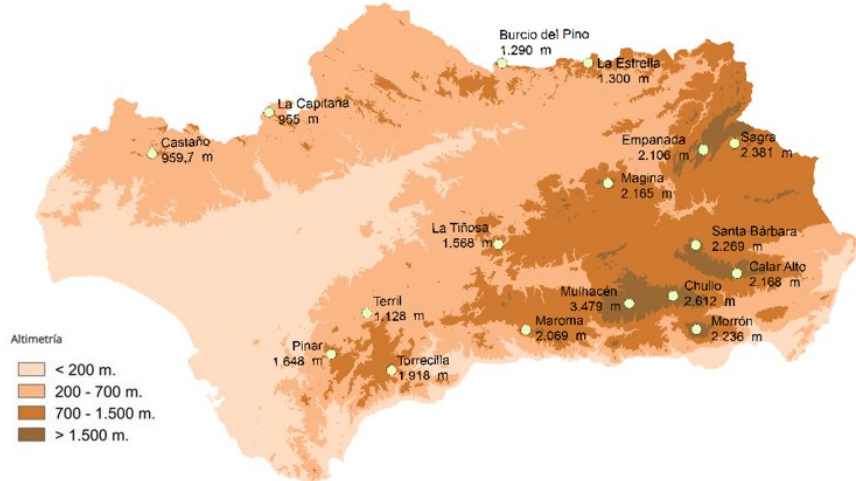 Burcio del Pino
1.290 m
La Estrella
1.300 m
La Capitana
955 m
Castaño
959,7 m
Empanada
2.106 m
Sagra
2.381 m
Magina
2.165 m
La Tiñosa
1.568 m
Santa Bárbara
2.269 m
Calar Alto
2.168 m
Mulhacén
3.479 m
Chullo
2.612 m
Terril
1.128 m
Maroma
2.069 m
Morrón
2.236 m
Pinar
1.648 m
Torrecilla
1.918 m
Altimetría
< 200 m.
200 - 700 m.
700 - 1.500 m.
> 1.500 m.